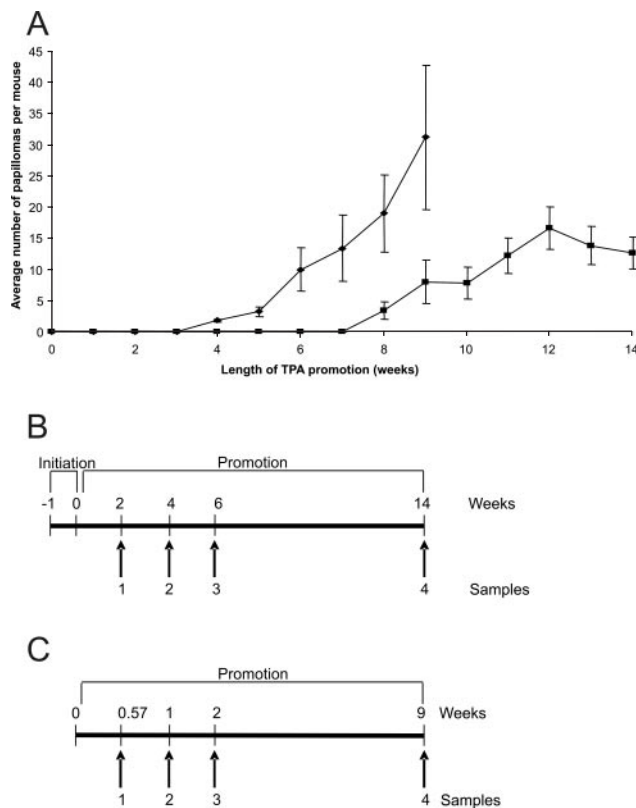 A
Average number of papillomas per mouse
45
40
35
30
25
20
15
10
5
0
0 2 4 6 8 10 12 14
Length of TPA promotion (weeks)
B
Initiation Promotion
-1 0 2 4 6 14 Weeks
1 2 3 4 Samples
C
Promotion
0 0.57 1 2 9 Weeks
1 2 3 4 Samples